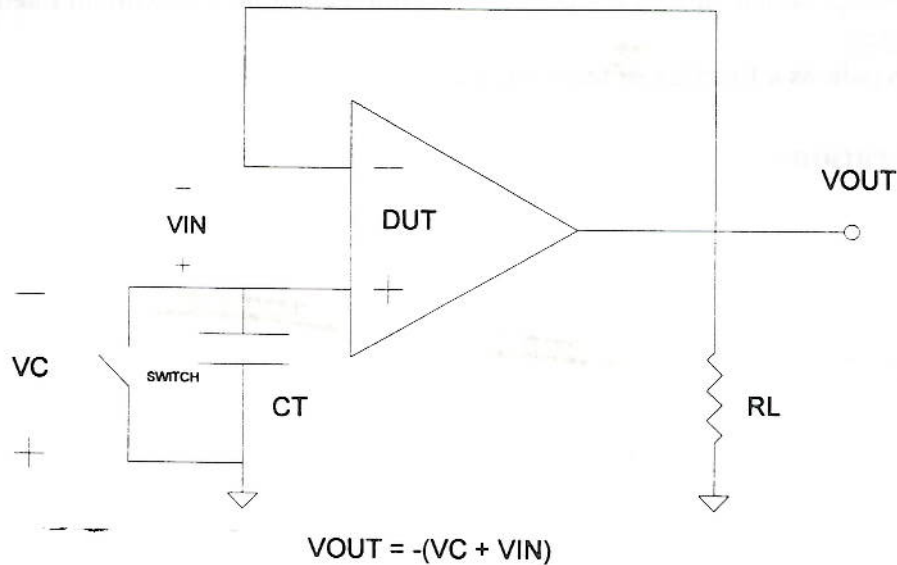 −
DUT
VOUT
−
VIN
+
+
−
VC
SWITCH
CT
RL
+
VOUT = -(VC + VIN)